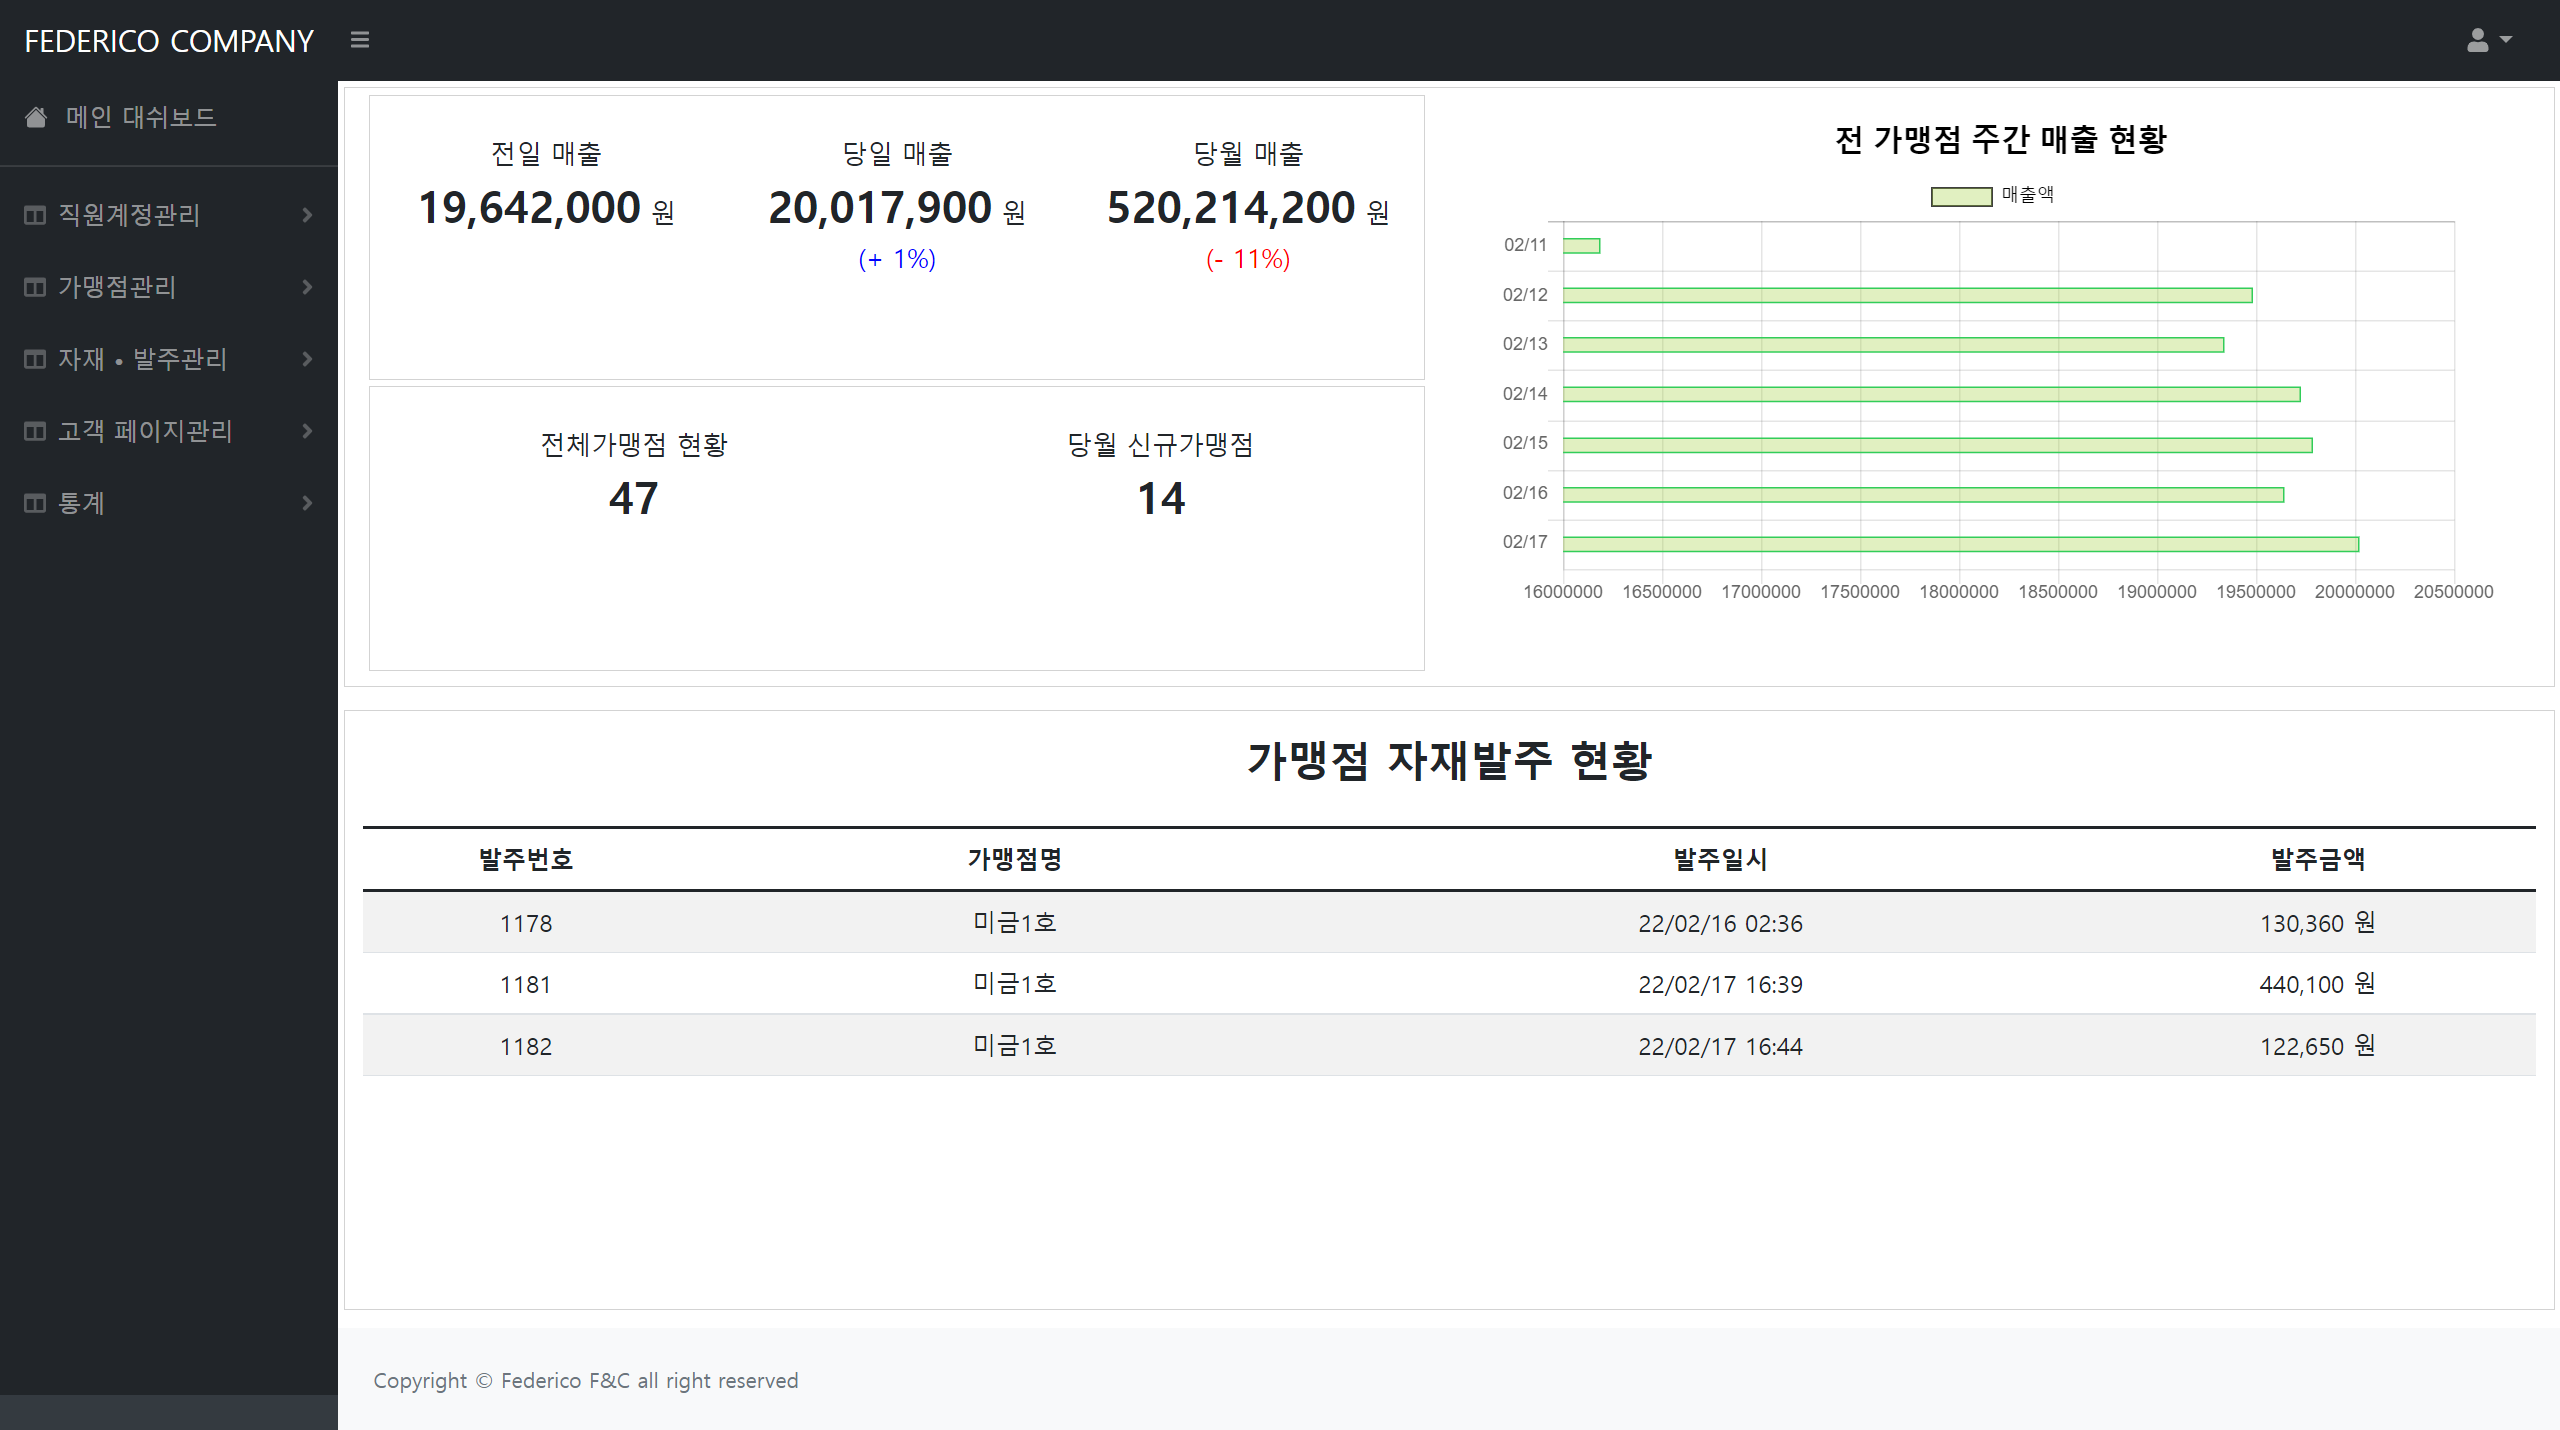 FEDERICO COMPANY
메인 대쉬보드
직원계정관리
가맹점관리
자재 • 발주관리
고객 페이지관리
통계
전일 매출
19,642,000 원
당일 매출
20,017,900 원
(+ 1%)
당월 매출
520,214,200 원
(- 11%)
전체가맹점 현황
47
당월 신규가맹점
14
전 가맹점 주간 매출 현황
매출액
02/11
02/12
02/13
02/14
02/15
02/16
02/17
16000000 16500000 17000000 17500000 18000000 18500000 19000000 19500000 20000000 20500000
가맹점 자재발주 현황
발주번호 가맹점명 발주일시 발주금액
1178 미금1호 22/02/16 02:36 130,360 원
1181 미금1호 22/02/17 16:39 440,100 원
1182 미금1호 22/02/17 16:44 122,650 원
Copyright © Federico F&C all right reserved